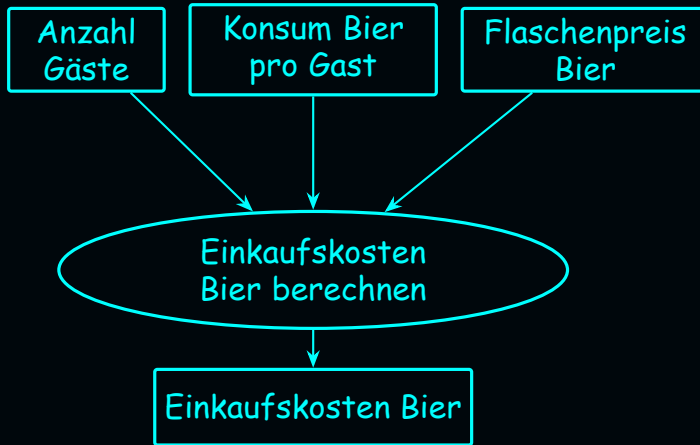 Anzahl
Gäste
Konsum Bier
pro Gast
Flaschenpreis
Bier
Einkaufskosten
Bier berechnen
Einkaufskosten Bier